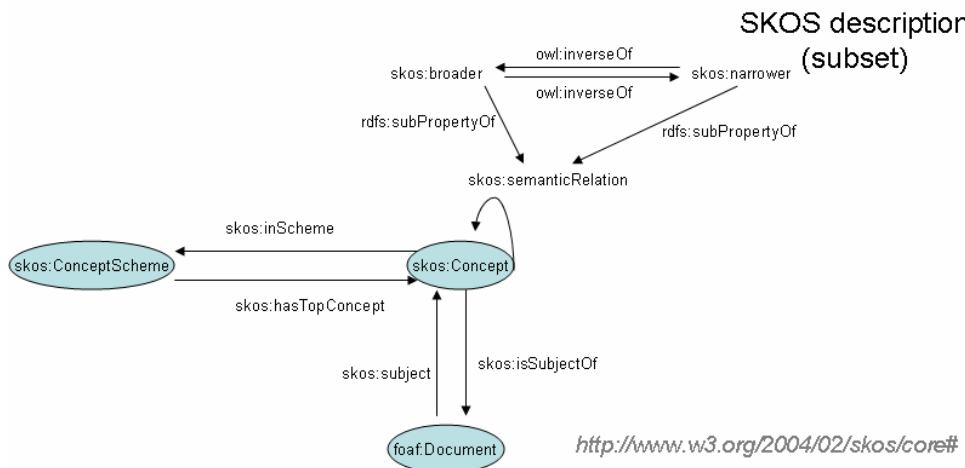 SKOS description
(subset)
owl:inverseOf
skos:broader
skos:narrower
owl:inverseOf
rdfs:subPropertyOf
rdfs:subPropertyOf
skos:semanticRelation
skos:inScheme
skos:ConceptScheme
skos:Concept
skos:hasTopConcept
skos:subject
skos:isSubjectOf
foaf:Document
http://www.w3.org/2004/02/skos/core#